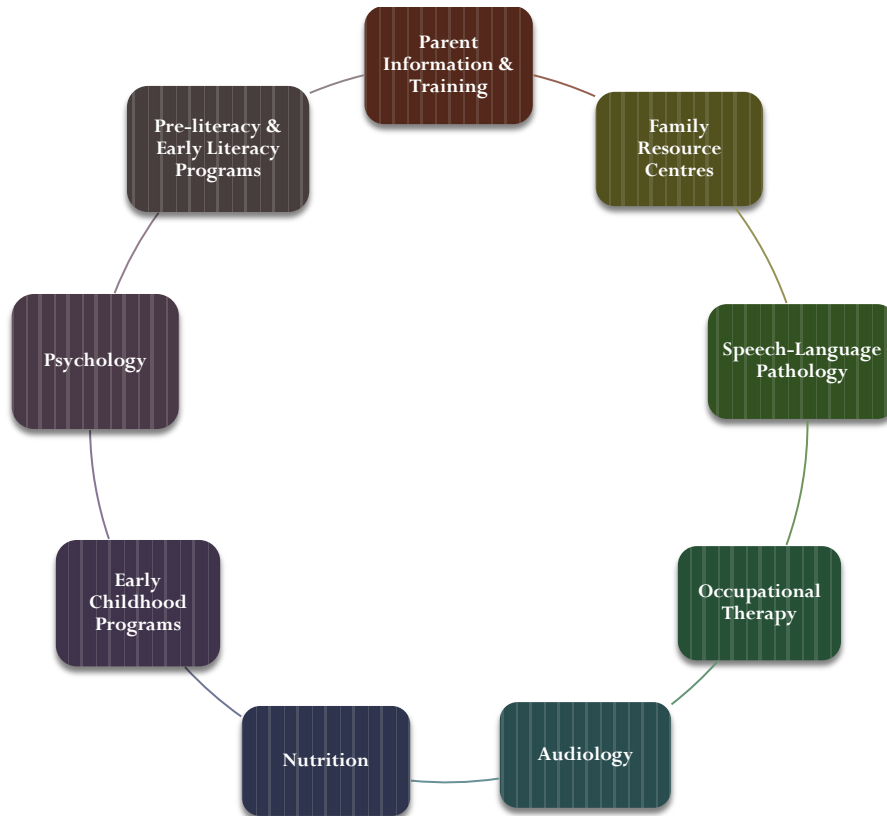 Parent
Information &
Training
Family
Resource
Centres
Speech-Language
Pathology
Occupational
Therapy
Audiology
Nutrition
Early
Childhood
Programs
Psychology
Pre-literacy &
Early Literacy
Programs